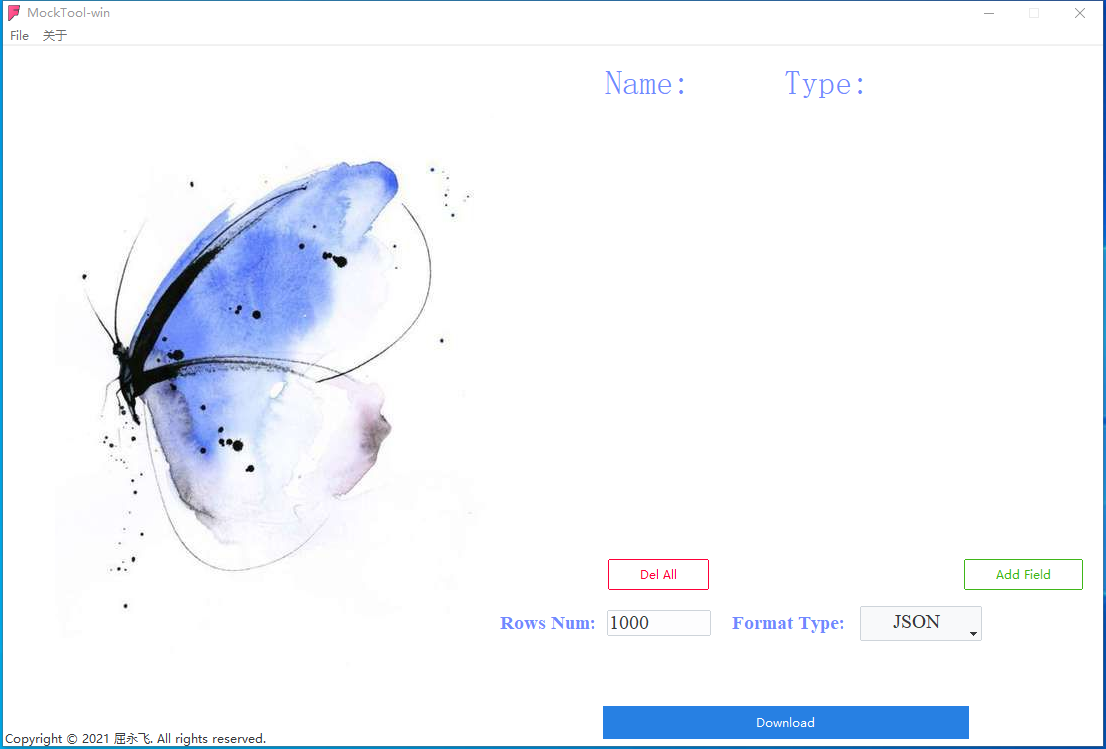 MockTool-win
File 关于
Name: Type:
Del All Add Field
Rows Num: 1000 Format Type: JSON
Download
Copyright © 2021 屈永飞. All rights reserved.